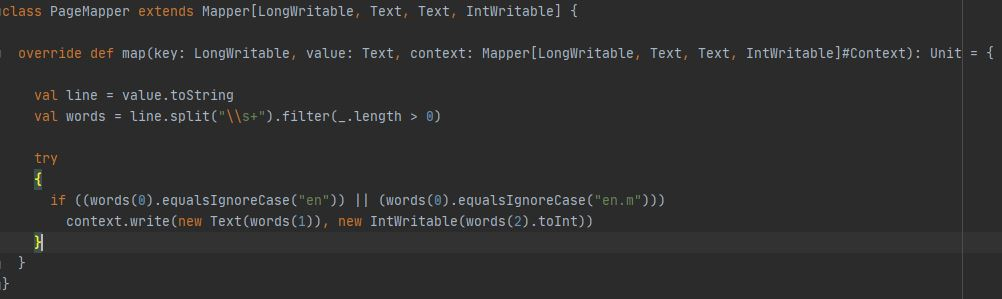 class PageMapper extends Mapper[LongWritable, Text, Text, IntWritable] {
override def map(key: LongWritable, value: Text, context: Mapper[LongWritable, Text, Text, IntWritable]#Context): Unit = {
val line = value.toString
val words = line.split("\\s+").filter(_.length > 0)
try
{
if ((words(0).equalsIgnoreCase("en")) || (words(0).equalsIgnoreCase("en.m")))
context.write(new Text(words(1)), new IntWritable(words(2).toInt))
}
}
}